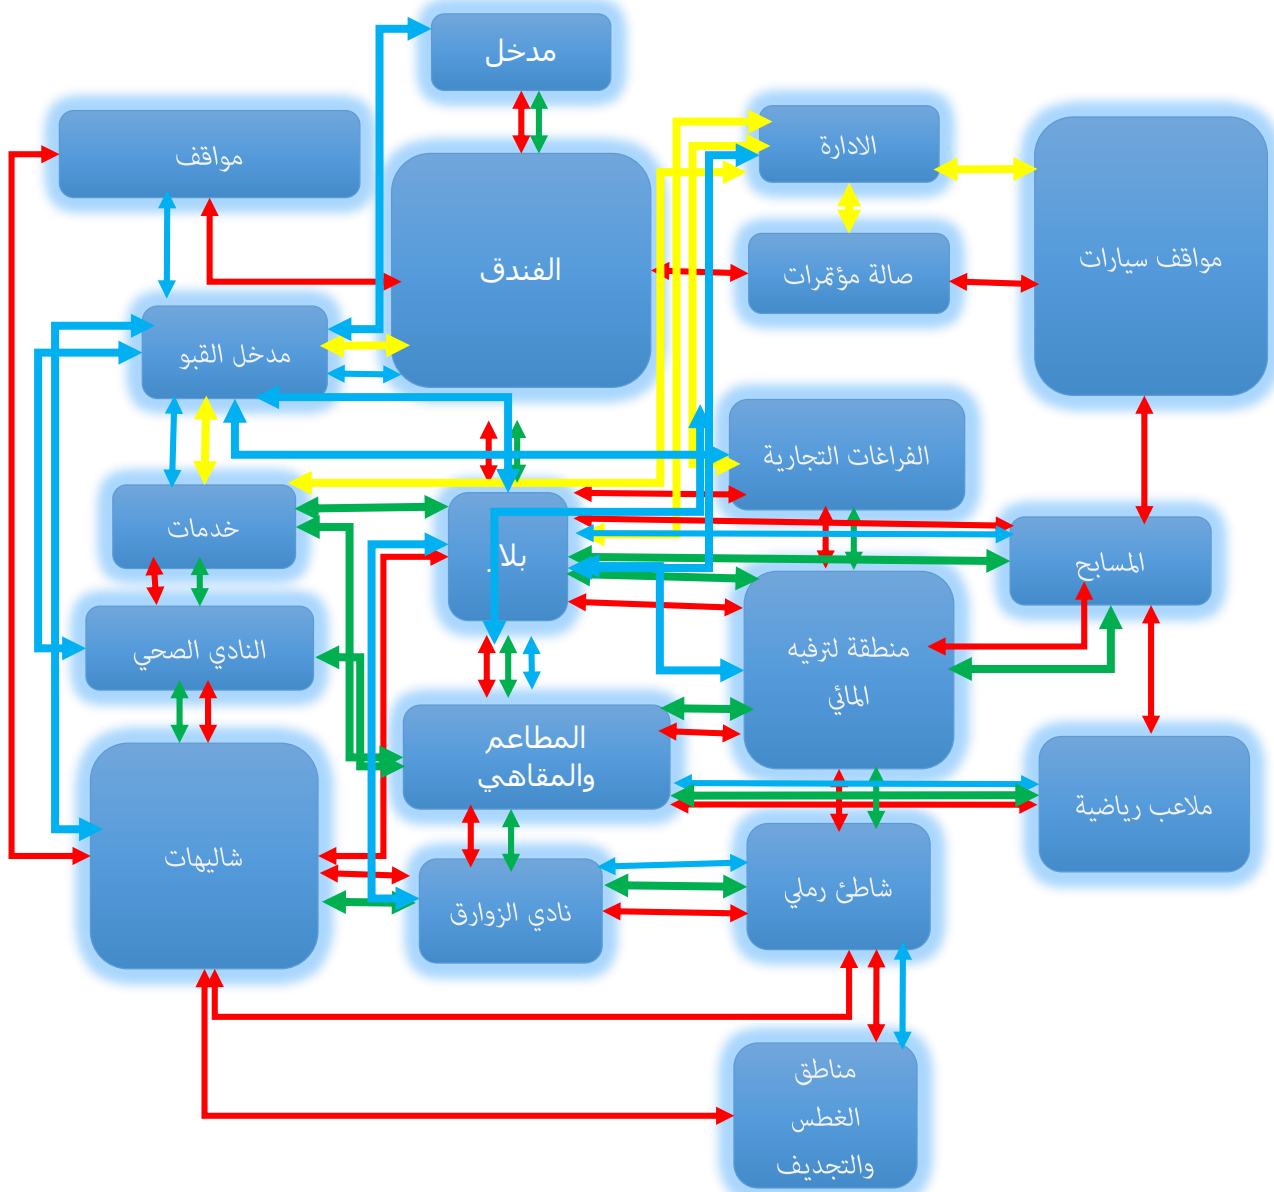 مدخل
مواقف
الادارة
الفندق
مواقف سيارات
صالة مؤتمرات
مدخل القبو
الفراغات التجارية
خدمات
بلاز
المسابح
النادي الصحي
منطقة لترفيه
المائي
المطاعم
والمقاهي
ملاعب رياضية
شاليهات
نادي الزوارق
شاطئ رملي
مناطق
الغطس
والتجديف